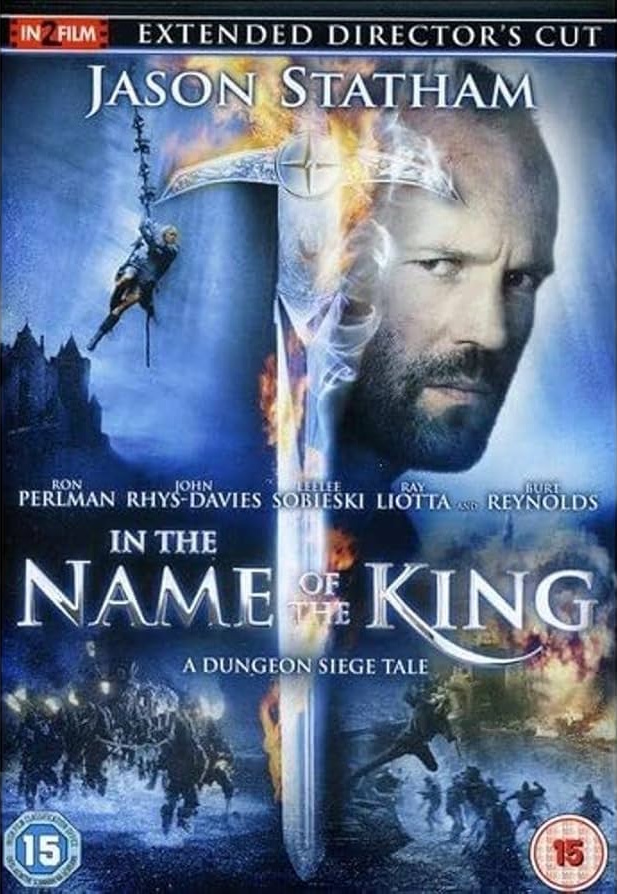 IN2FILM EXTENDED DIRECTOR'S CUT
JASON STATHAM
RON PERLMAN JOHN RHYS-DAVIES LEELEE SOBIESKI RAY LIOTTA AND BURT REYNOLDS
IN THE
NAME OF THE KING
A DUNGEON SIEGE TALE
15
15